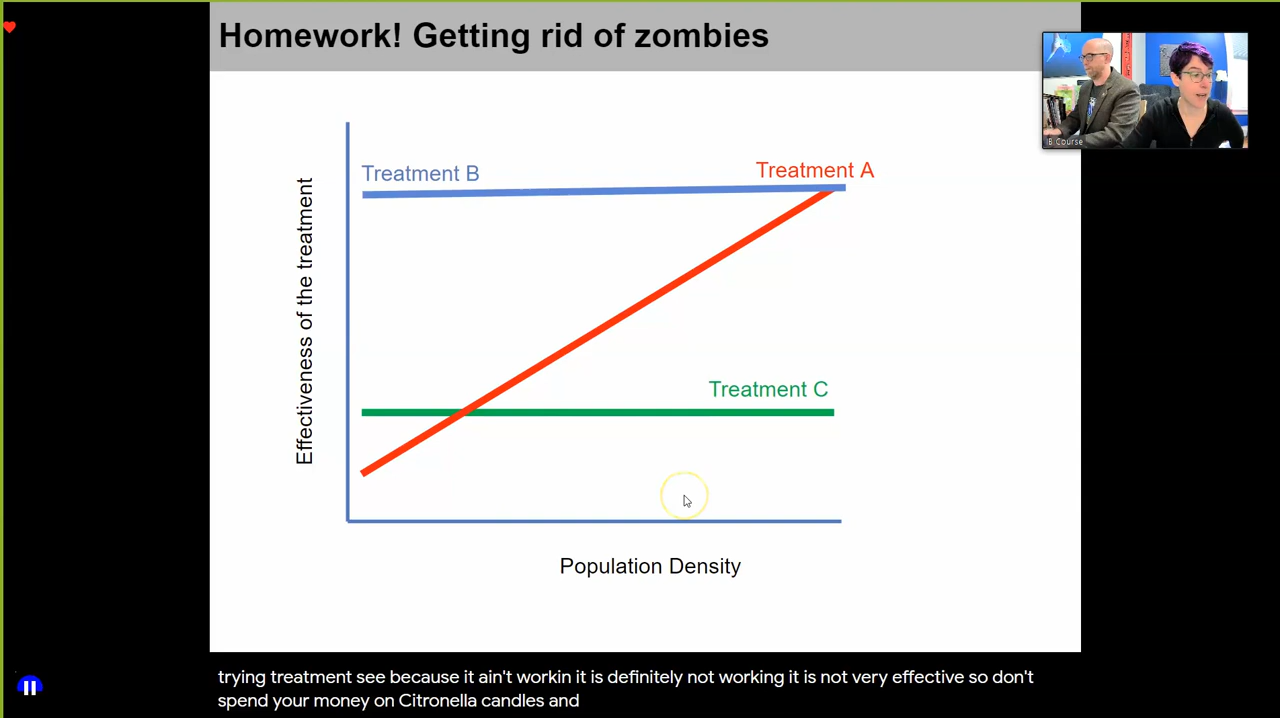 Homework! Getting rid of zombies
B Course
Treatment B
Treatment A
Effectiveness of the treatment
Treatment C
Population Density
trying treatment see because it ain't workin it is definitely not working it is not very effective so don't
spend your money on Citronella candles and